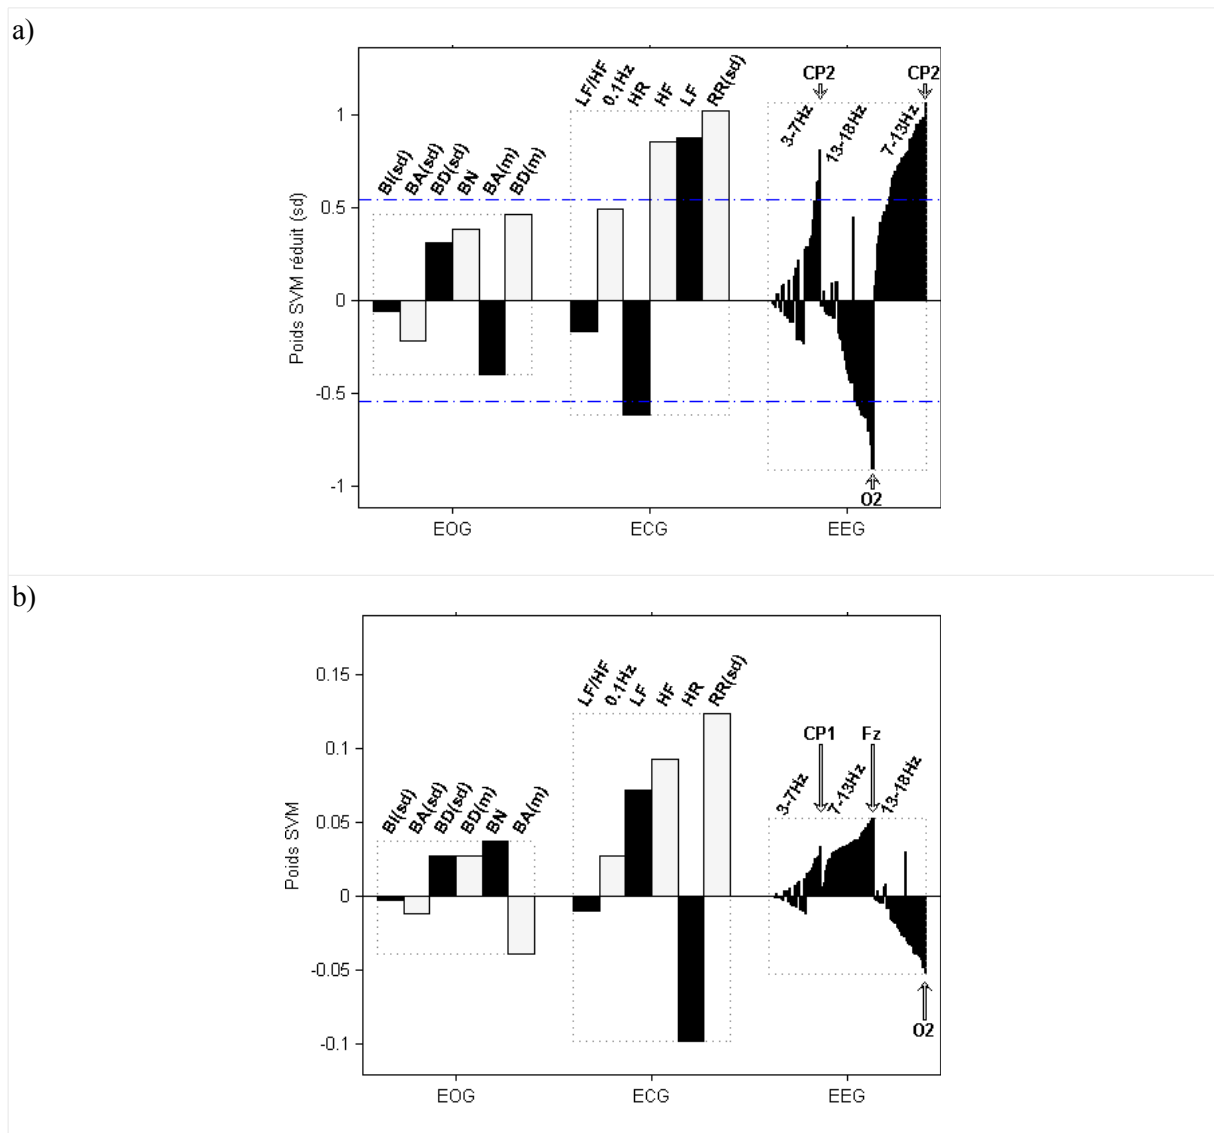 a)
CP2 CP2
LF/HF 0.1Hz HR HF LF RR(sd)
3-7Hz 13-18Hz 7-13Hz
BI(sd) BA(sd) BD(sd) BN BA(m) BD(m)
Poids SVM réduit (sd)
1
0.5
0
-0.5
-1
O2
EOG ECG EEG
b)
LF/HF 0.1Hz LF HF HR RR(sd)
CP1 Fz
3-7Hz 7-13Hz 13-18Hz
BI(sd) BA(sd) BD(sd) BD(m) BN BA(m)
Poids SVM
0.15
0.1
0.05
0
-0.05
-0.1
O2
EOG ECG EEG